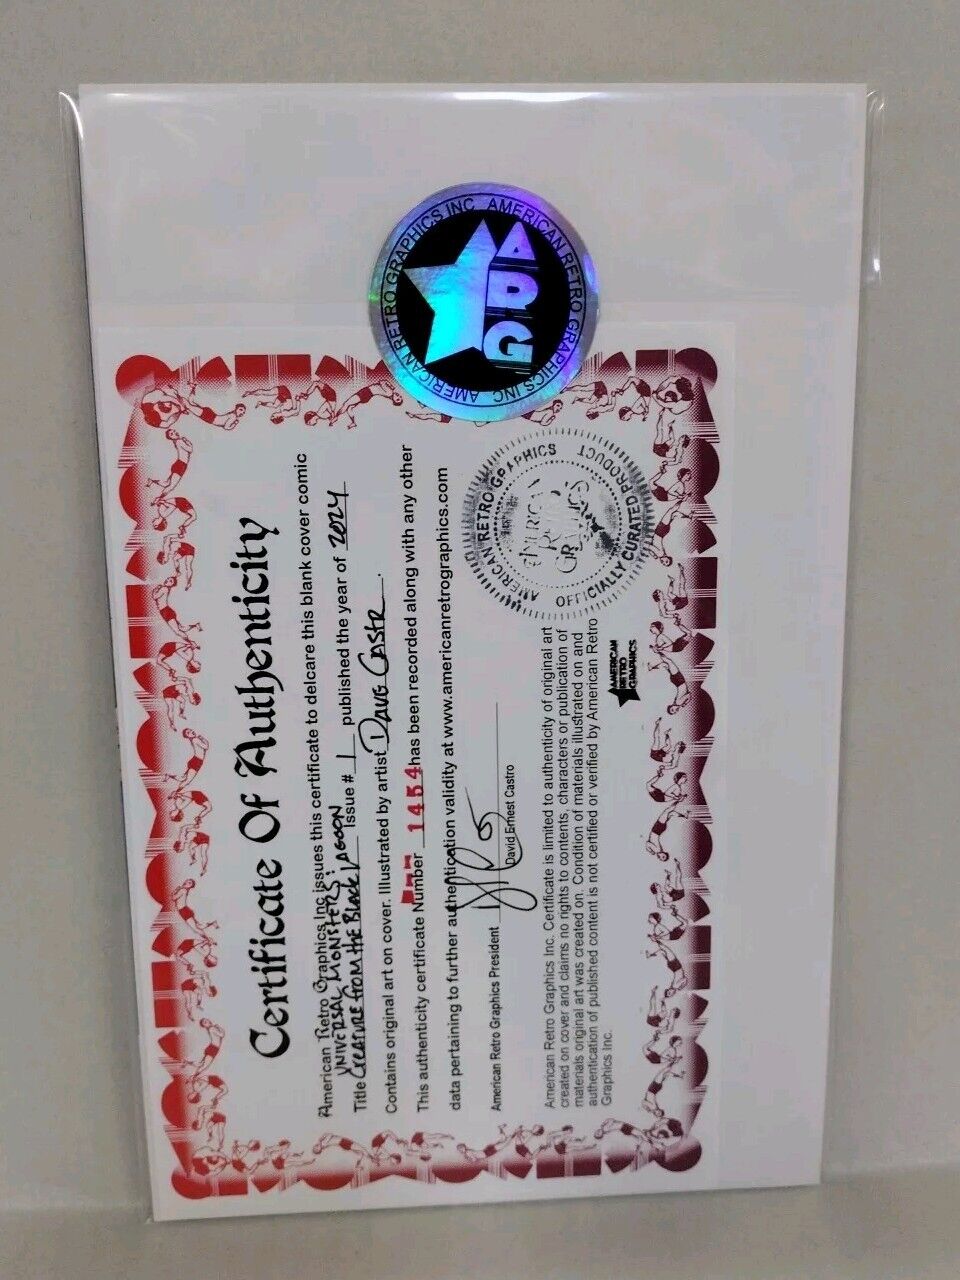 AMERICAN RETRO GRAPHICS INC AMERICAN RETRO GRAPHICS INC
ARG
Certificate Of Authenticity
American Retro Graphics Inc issues this certificate to delcare this blank cover comic
UNIVERSAL MONSTERS:
Title CREATURE FROM THE BLACK LAGOON Issue # 1 published the year of 2024
Contains original art on cover. Illustrated by artist DAVE CASTR.
This authenticity certificate Number 1454 has been recorded along with any other
data pertaining to further authentication validity at www.americanretrographics.com
American Retro Graphics President
David Ernest Castro
AMERICAN RETRO GRAPHICS
OFFICIALLY CURATED PRODUCT
AMERICAN RETRO GRAPHICS
American Retro Graphics Inc. Certificate is limited to authenticity of original art
created on cover and claims no rights to contents, characters or publication of
materials original art was created on. Condition of materials illustrated on and
authentication of published content is not certified or verified by American Retro
Graphics Inc.
AMERICAN
RETRO
GRAPHICS